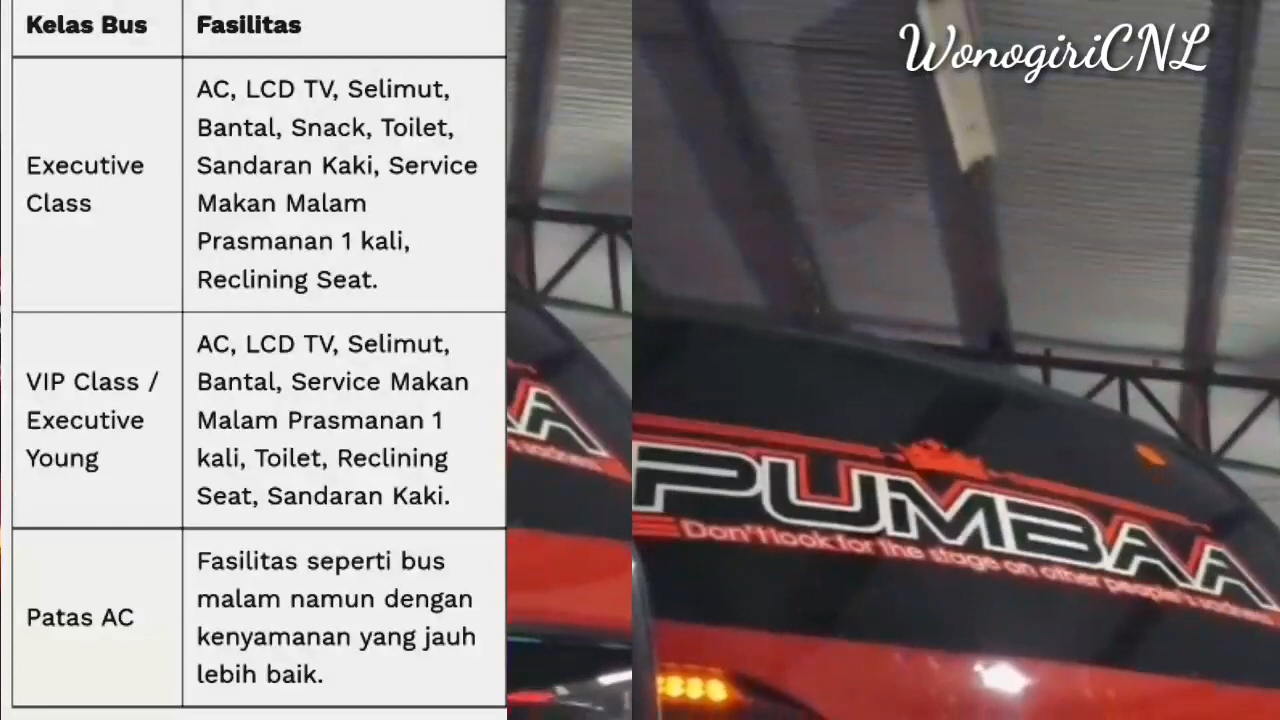 Kelas Bus
Fasilitas
Executive
Class
AC, LCD TV, Selimut,
Bantal, Snack, Toilet,
Sandaran Kaki, Service
Makan Malam
Prasmanan 1 kali,
Reclining Seat.
VIP Class /
Executive
Young
AC, LCD TV, Selimut,
Bantal, Service Makan
Malam Prasmanan 1
kali, Toilet, Reclining
Seat, Sandaran Kaki.
Patas AC
Fasilitas seperti bus
malam namun dengan
kenyamanan yang jauh
lebih baik.
WonogiriCNL
PUMBAA
Don't look for the stage on other people's